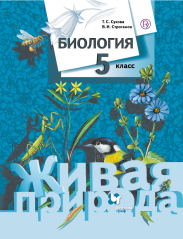 Т.С. Сухова
В.И. Строганов
БИОЛОГИЯ
5 класс
живая
природа